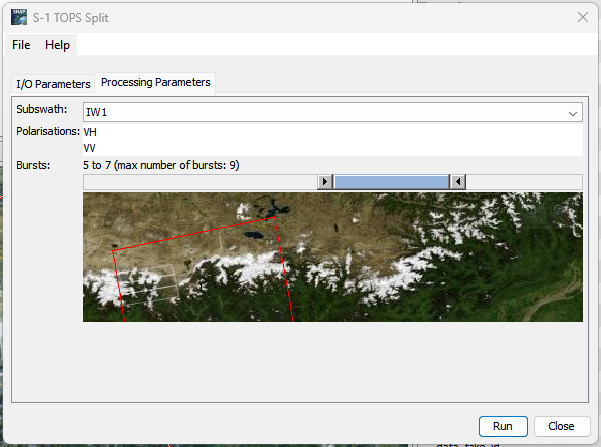 SNAP
S-1 TOPS Split
File Help
I/O Parameters Processing Parameters
Subswath: IW1
Polarisations: VH
VV
Bursts: 5 to 7 (max number of bursts: 9)
Run Close